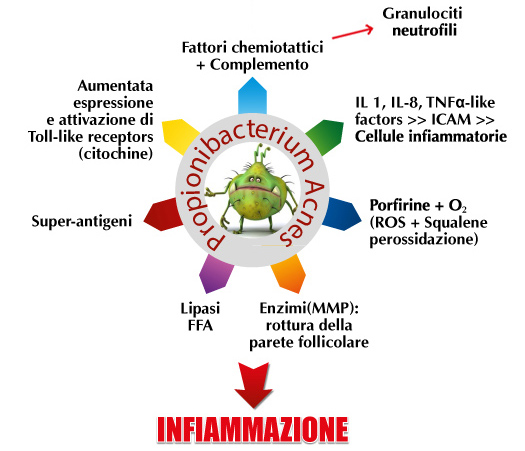 Granulociti
neutrofili
Fattori chemiotattici
+ Complemento
Aumentata
espressione
e attivazione di
Toll-like receptors
(citochine)
IL 1, IL-8, TNFα-like
factors >> ICAM >>
Cellule infiammatorie
Propionibacterium Acnes
Super-antigeni
Porfirine + O₂
(ROS + Squalene
perossidazione)
Lipasi
FFA
Enzimi(MMP):
rottura della
parete follicolare
INFIAMMAZIONE